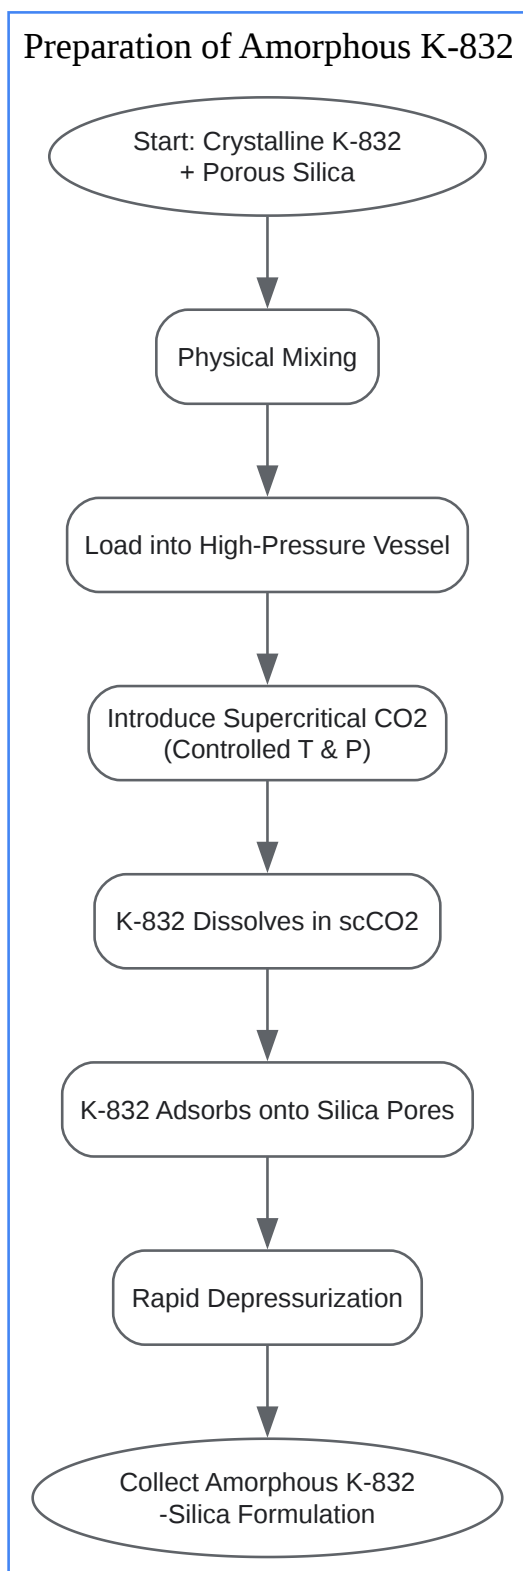 Preparation of Amorphous K-832
Start: Crystalline K-832
+ Porous Silica
Physical Mixing
Load into High-Pressure Vessel
Introduce Supercritical CO2
(Controlled T & P)
K-832 Dissolves in scCO2
K-832 Adsorbs onto Silica Pores
Rapid Depressurization
Collect Amorphous K-832
-Silica Formulation